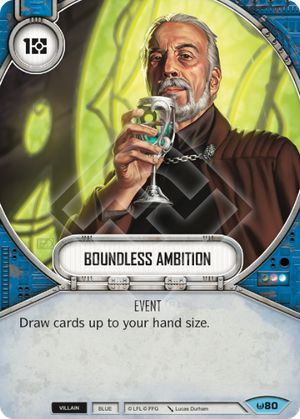 1
BOUNDLESS AMBITION
EVENT
Draw cards up to your hand size.
VILLAIN BLUE © LFL © FFG Lucas Durham 80